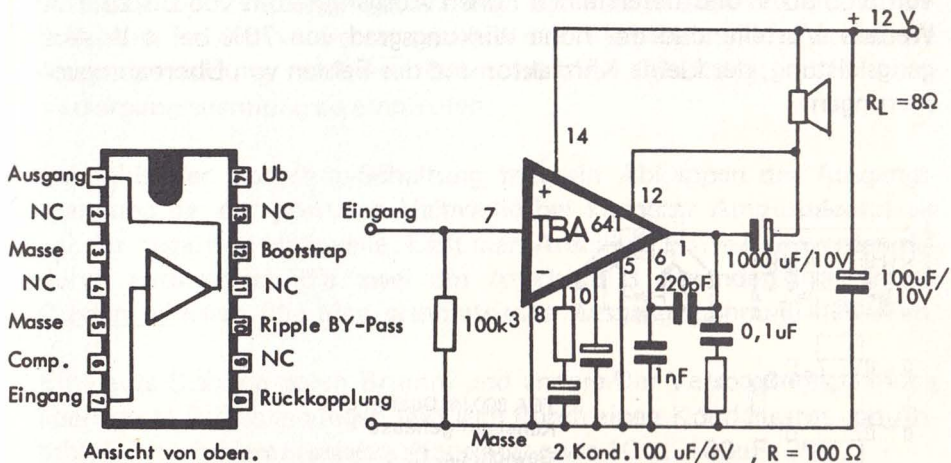 + 12 V
RL =8Ω
14
Ausgang
1
14
Ub
NC
2
13
NC
Eingang
7
12
TBA 641
Masse
3
12
Bootstrap
+
1000 uF/10V
NC
4
11
NC
-
5
6
220pF
100uF/
10V
Masse
5
10
Ripple BY-Pass
100k
3
8
10
0,1uF
Comp.
6
9
NC
1nF
Eingang
7
8
Rückkopplung
Masse
Ansicht von oben.
2 Kond.100 uF/6V , R = 100 Ω